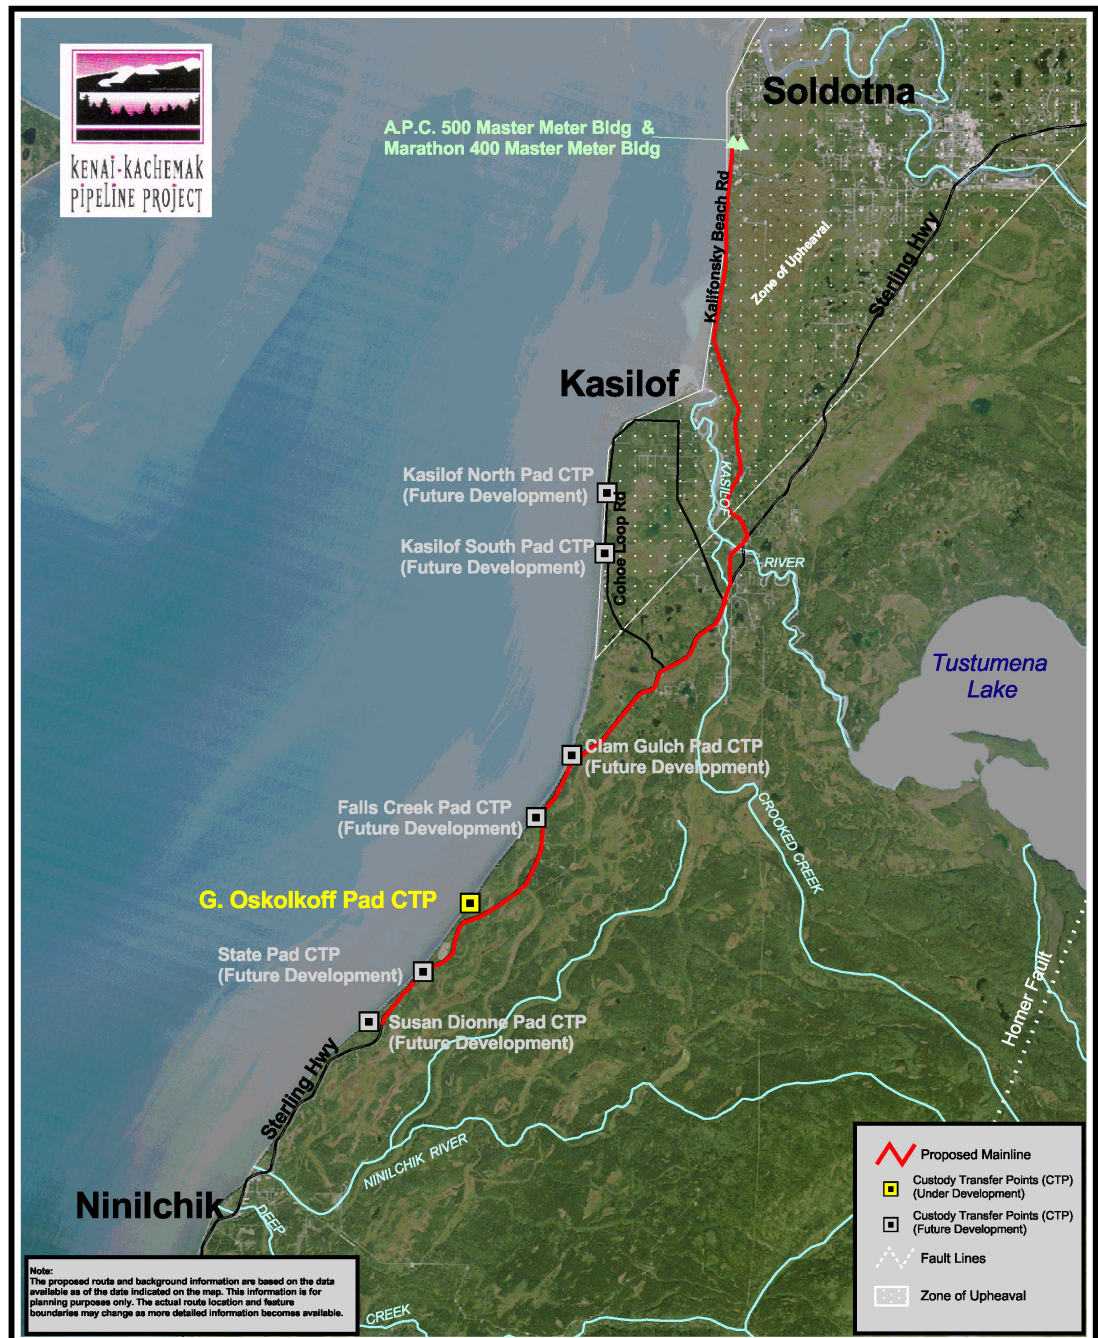 KENAI-KACHEMAK
PIPELINE PROJECT
Soldotna
A.P.C. 500 Master Meter Bldg &
Marathon 400 Master Meter Bldg
Kalifonsky Beach Rd
Zone of Upheaval
Sterling Hwy
Kasilof
Kasilof North Pad CTP
(Future Development)
KASILOF
Cohoe Loop Rd
Kasilof South Pad CTP
(Future Development)
RIVER
Tustumena
Lake
Clam Gulch Pad CTP
(Future Development)
Falls Creek Pad CTP
(Future Development)
CROOKED CREEK
G. Oskolkoff Pad CTP
State Pad CTP
(Future Development)
Homer Fault
Susan Dionne Pad CTP
(Future Development)
Sterling Hwy
NINILCHIK RIVER
Ninilchik
DEEP
CREEK
Proposed Mainline
Custody Transfer Points (CTP)
(Under Development)
Custody Transfer Points (CTP)
(Future Development)
Fault Lines
Zone of Upheaval
Note:
The proposed route and background information are based on the data
available as of the date indicated on the map. This information is for
planning purposes only. The actual route location and feature
boundaries may change as more detailed information becomes available.